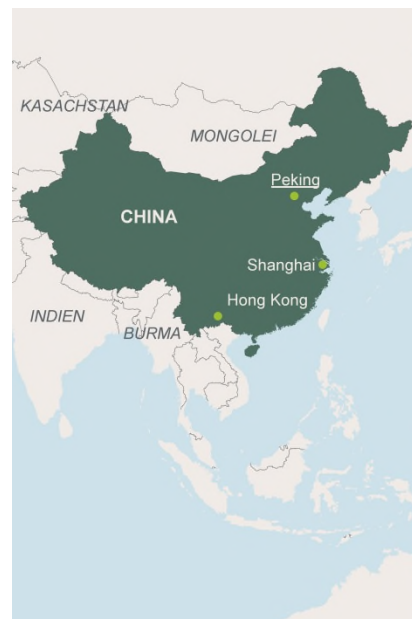 KASACHSTAN
MONGOLEI
Peking
CHINA
Shanghai
Hong Kong
INDIEN
BURMA